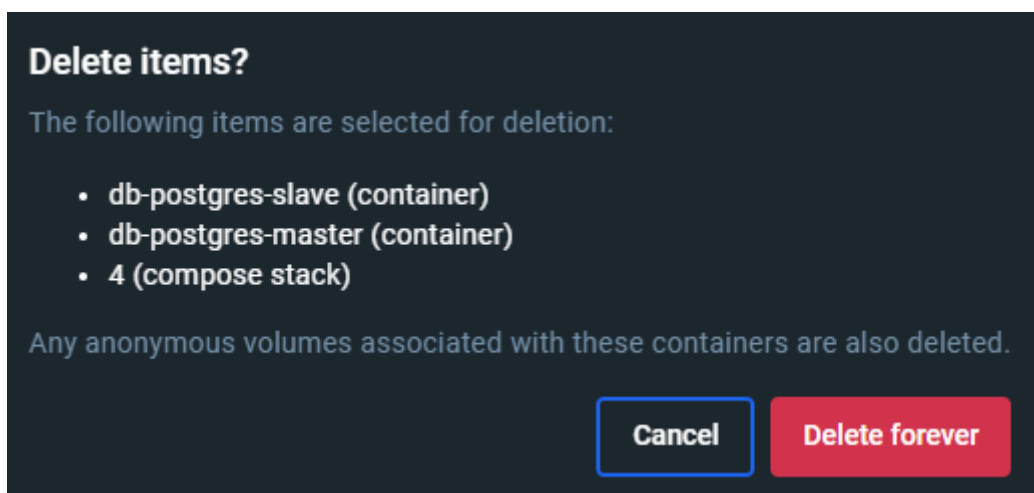 Delete items?
The following items are selected for deletion:
• db-postgres-slave (container)
• db-postgres-master (container)
• 4 (compose stack)
Any anonymous volumes associated with these containers are also deleted.
Cancel Delete forever